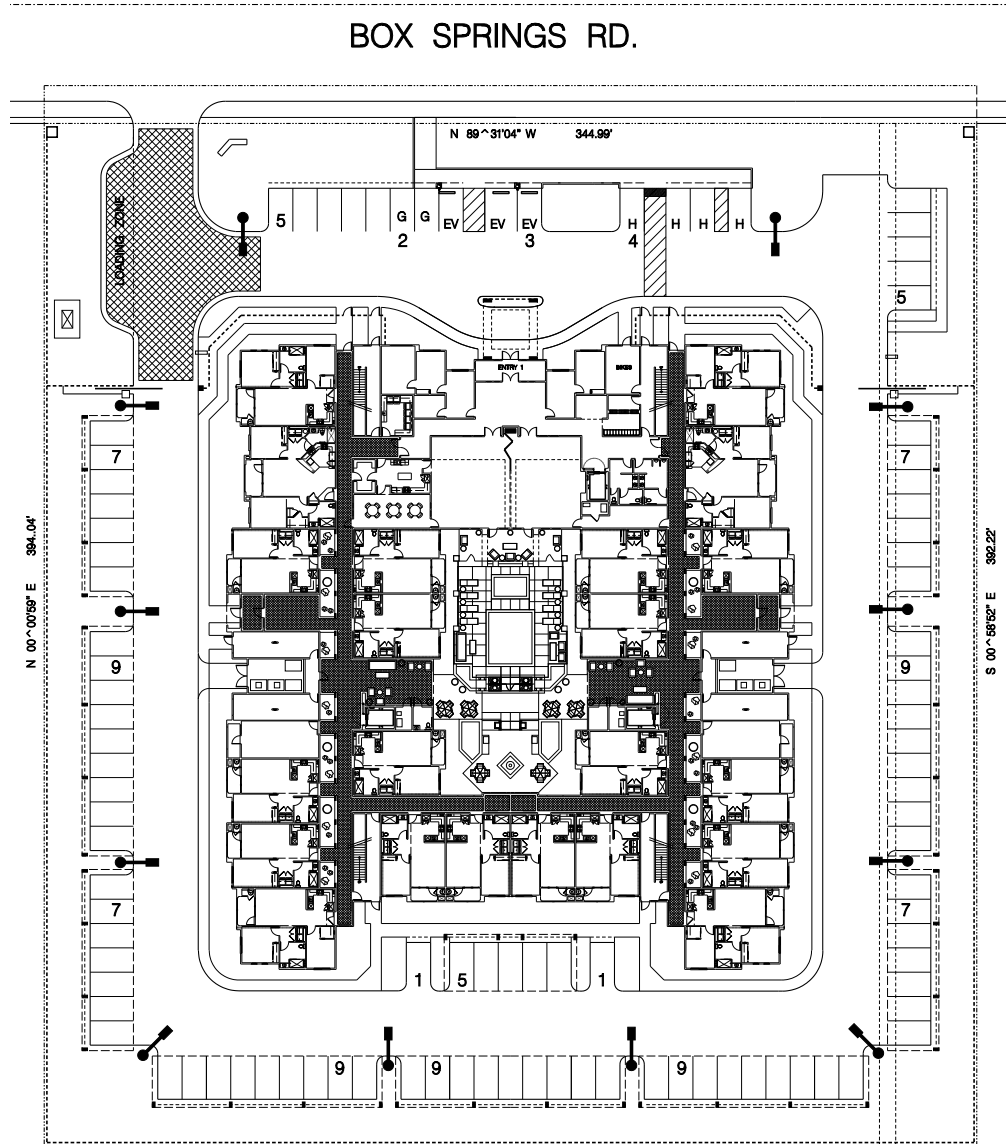 BOX SPRINGS RD.
N 89^31'04" W 344.99'
LOADING ZONE
5
G
G
2
EV
EV
EV
3
H
4
H
H
H
5
ENTRY 1
BIKES
7
7
N 00^00'59" E 394.04'
S 00^56'52" E 392.22'
9
9
7
7
1
5
1
9
9
9